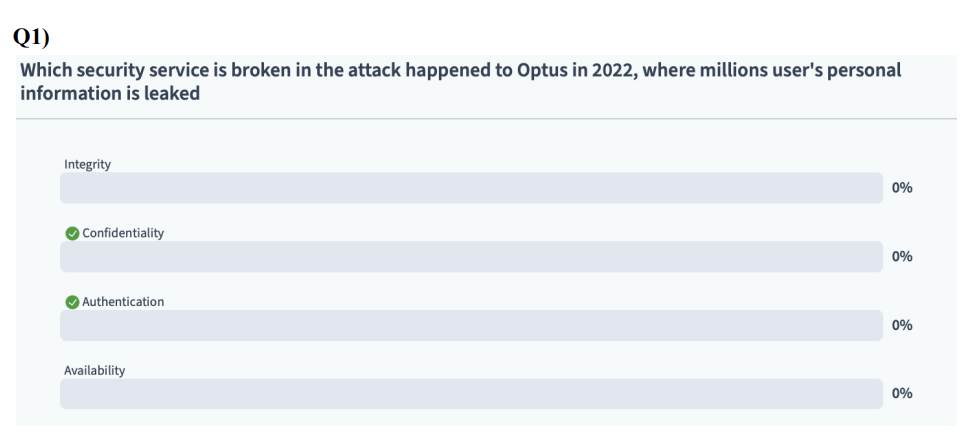 Q1)
Which security service is broken in the attack happened to Optus in 2022, where millions user's personal
information is leaked
Integrity
0%
Confidentiality
0%
Authentication
0%
Availability
0%